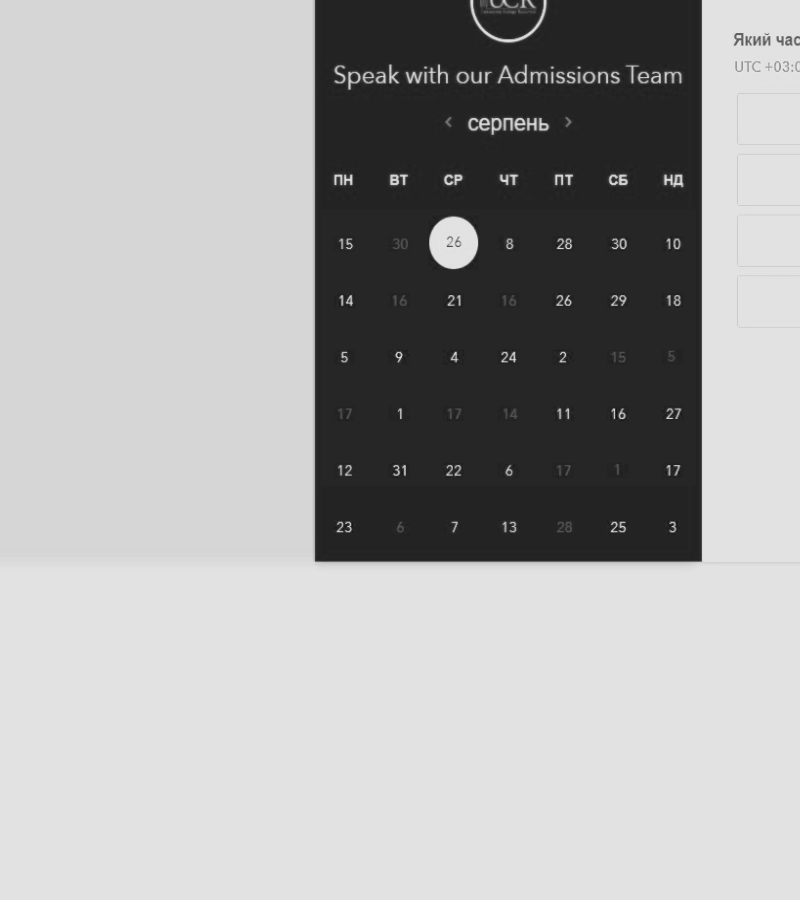 UCR
Speak with our Admissions Team
Який час
UTC +03:0
< серпень >
ПН ВТ СР ЧТ ПТ СБ НД
15 30 26 8 28 30 10
14 16 21 16 26 29 18
5 9 4 24 2 15 5
17 1 17 14 11 16 27
12 31 22 6 17 1 17
23 6 7 13 28 25 3